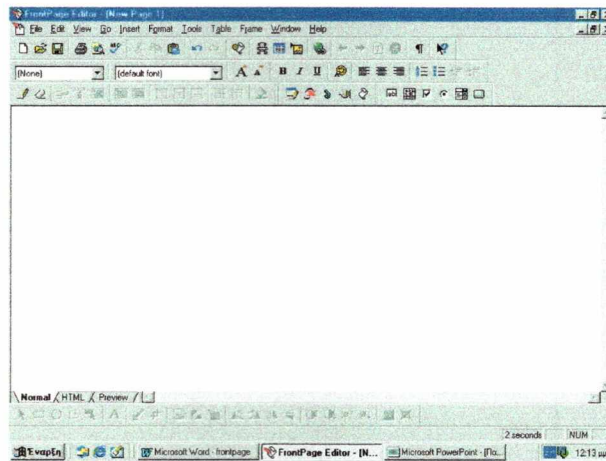 FrontPage Editor - [New Page 1]
File Edit View Go Insert Format Tools Table Frame Window Help
(None) (default font) A A B I U
Normal HTML Preview
2 seconds NUM
Έναρξη Microsoft Word - frontpage FrontPage Editor - [N... Microsoft PowerPoint - [Πα... 12:13 μμ